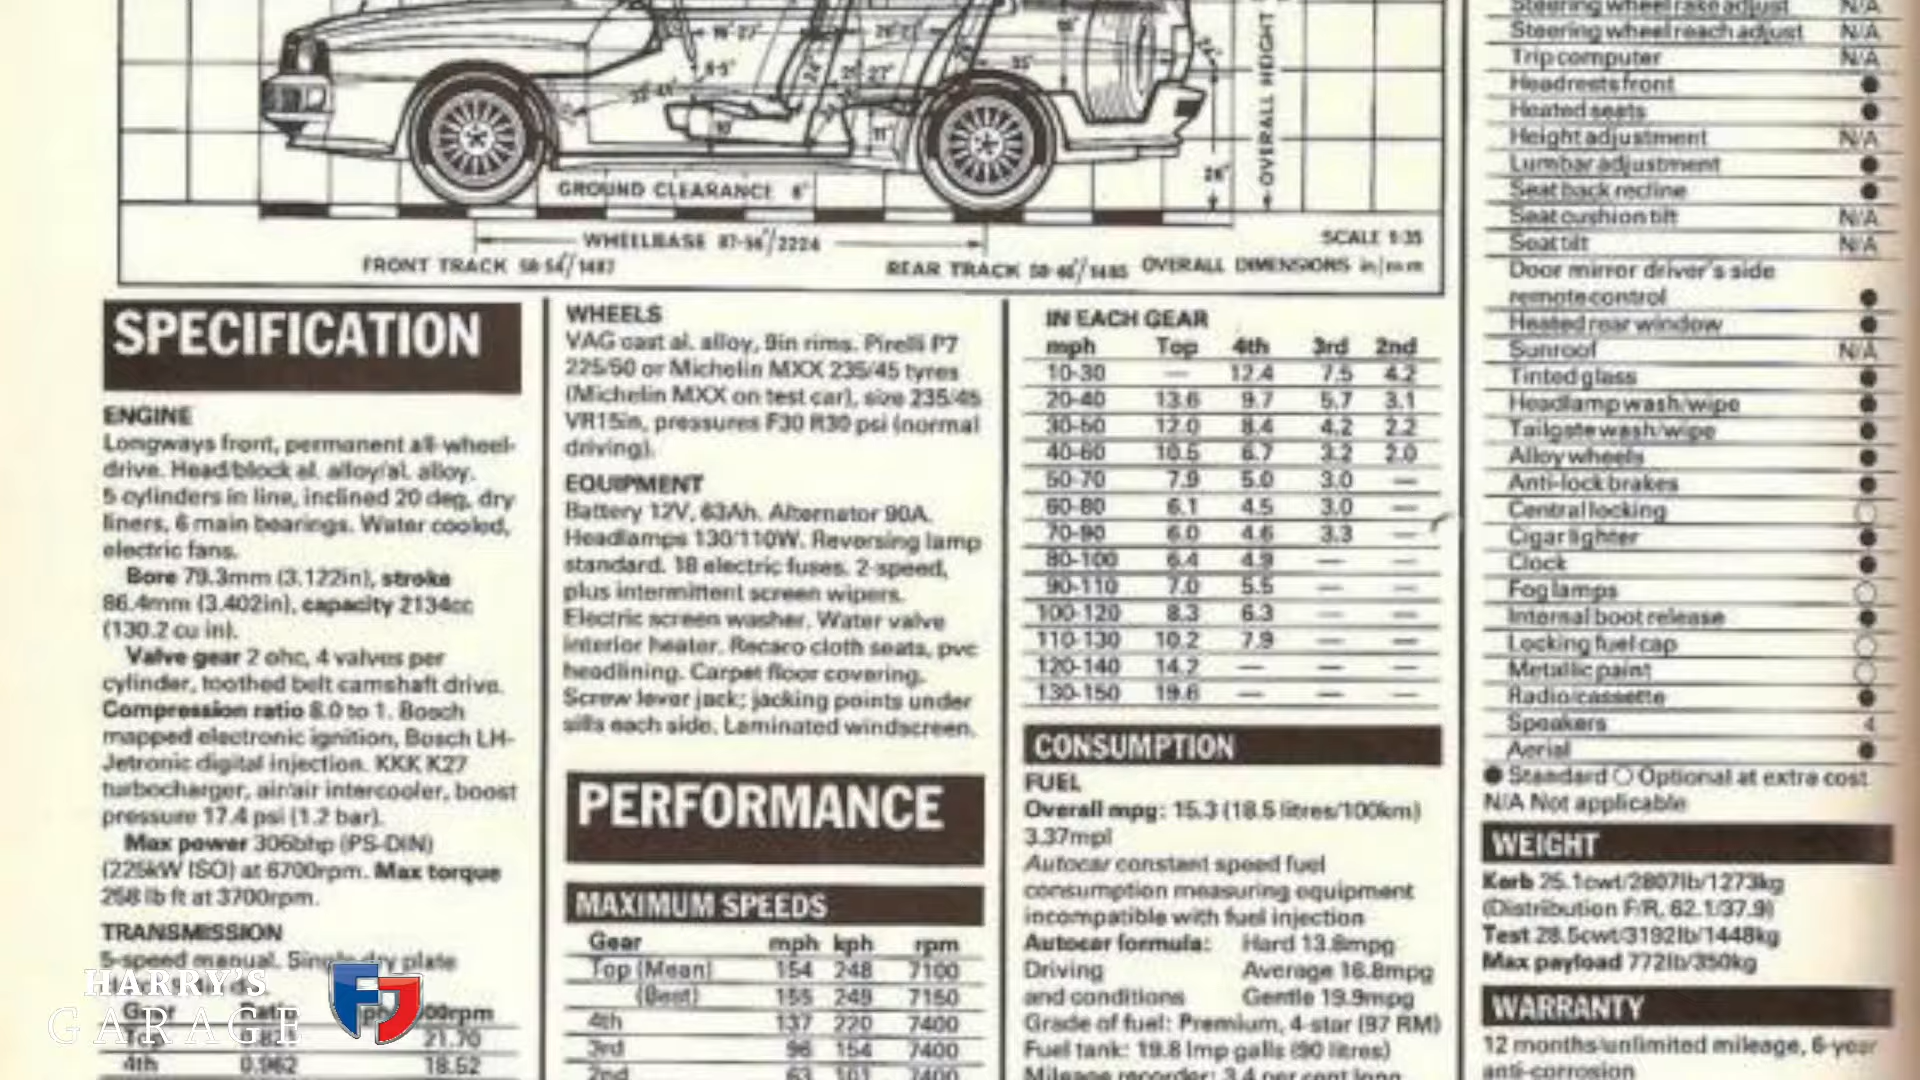 OVERALL HEIGHT
GROUND CLEARANCE 6"
WHEELBASE 87·56"/2224
SCALE 1:35
FRONT TRACK 58·54"/1487
REAR TRACK 58·46"/1485
OVERALL DIMENSIONS in/mm
SPECIFICATION
ENGINE
Longways front, permanent all-wheel-
drive. Head/block al. alloy/al. alloy.
5 cylinders in line, inclined 20 deg, dry
liners, 6 main bearings. Water cooled,
electric fans.
Bore 79.3mm (3.122in), stroke
86.4mm (3.402in), capacity 2134cc
(130.2 cu in).
Valve gear 2 ohc, 4 valves per
cylinder, toothed belt camshaft drive.
Compression ratio 8.0 to 1. Bosch
mapped electronic ignition, Bosch LH-
Jetronic digital injection. KKK K27
turbocharger, air/air intercooler, boost
pressure 17.4 psi (1.2 bar).
Max power 306bhp (PS-DIN)
(225kW ISO) at 6700rpm. Max torque
258 lb ft at 3700rpm.
TRANSMISSION
5-speed manual. Single dry plate
Gear Ratio
Top 21.70
4th 0.962 18.52
HARRY'S
GARAGE
WHEELS
VAG cast al. alloy, 9in rims. Pirelli P7
225/50 or Michelin MXX 235/45 tyres
(Michelin MXX on test car), size 235/45
VR15in, pressures F30 R30 psi (normal
driving).
EQUIPMENT
Battery 12V, 63Ah. Alternator 90A.
Headlamps 130/110W. Reversing lamp
standard. 18 electric fuses. 2-speed,
plus intermittent screen wipers.
Electric screen washer. Water valve
interior heater. Recaro cloth seats, pvc
headlining. Carpet floor covering.
Screw lever jack; jacking points under
sills each side. Laminated windscreen.
PERFORMANCE
MAXIMUM SPEEDS
Gear mph kph rpm
Top (Mean) 154 248 7100
(Best) 155 249 7150
4th 137 220 7400
3rd 96 154 7400
2nd 63 101 7400
IN EACH GEAR
mph Top 4th 3rd 2nd
10-30 — 12.4 7.5 4.2
20-40 13.6 9.7 5.7 3.1
30-50 12.0 8.4 4.2 2.2
40-60 10.5 6.7 3.2 2.0
50-70 7.9 5.0 3.0 —
60-80 6.1 4.5 3.0 —
70-90 6.0 4.6 3.3 —
80-100 6.4 4.9 — —
90-110 7.0 5.5 — —
100-120 8.3 6.3 — —
110-130 10.2 7.9 — —
120-140 14.2 — — —
130-150 19.6 — — —
CONSUMPTION
FUEL
Overall mpg: 15.3 (18.5 litres/100km)
3.37mpl
Autocar constant speed fuel
consumption measuring equipment
incompatible with fuel injection
Autocar formula: Hard 13.8mpg
Driving Average 16.8mpg
and conditions Gentle 19.9mpg
Grade of fuel: Premium, 4-star (97 RM)
Fuel tank: 19.8 Imp galls (90 litres)
Mileage recorder: 3.4 per cent long
Steering wheel rake adjust N/A
Steering wheel reach adjust N/A
Trip computer N/A
Headrests front ●
Heated seats ●
Height adjustment N/A
Lumbar adjustment ●
Seat back recline ●
Seat cushion tilt N/A
Seat tilt N/A
Door mirror driver's side
remote control ●
Heated rear window ●
Sunroof N/A
Tinted glass ●
Headlamp wash/wipe ●
Tailgate wash/wipe ●
Alloy wheels ●
Anti-lock brakes ●
Central locking ○
Cigar lighter ●
Clock ●
Fog lamps ○
Internal boot release ●
Locking fuel cap ○
Metallic paint ○
Radio/cassette ●
Speakers 4
Aerial ●
● Standard ○ Optional at extra cost
N/A Not applicable
WEIGHT
Kerb 25.1cwt/2807lb/1273kg
(Distribution F/R, 62.1/37.9)
Test 28.5cwt/3192lb/1448kg
Max payload 772lb/350kg
WARRANTY
12 months/unlimited mileage, 6-year
anti-corrosion